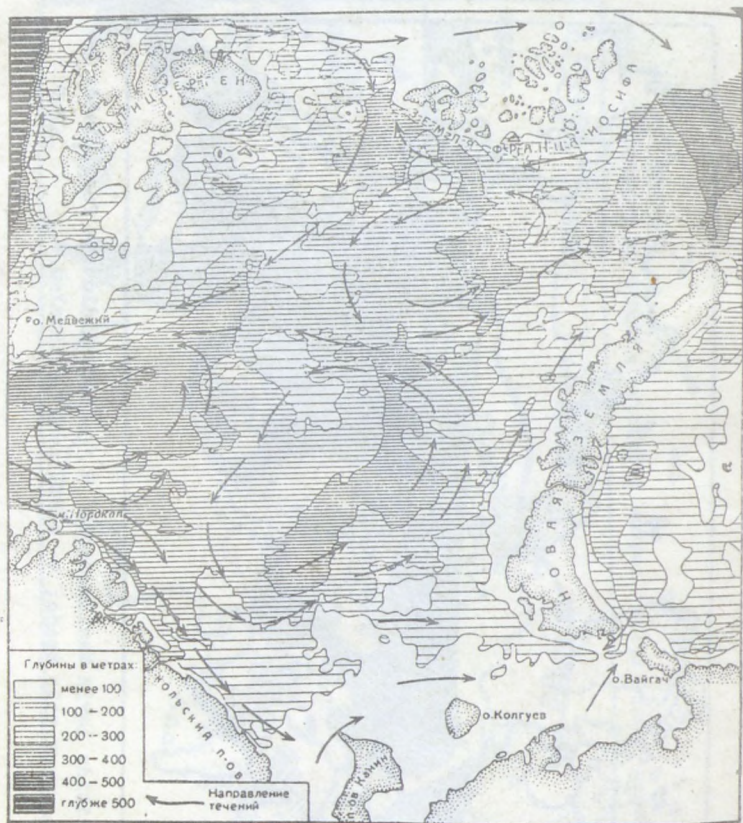 ШПИЦБЕРГЕН
ЗЕМЛЯ ФРАНЦА ИОСИФА
о. Медвежий
м. Нордкап
НОВАЯ ЗЕМЛЯ
о. Вайгач
о. Колгуев
п-ов Канин
КОЛЬСКИЙ П-ОВ
Глубины в метрах:
менее 100
100 – 200
200 – 300
300 – 400
400 – 500
глубже 500
Направление
течений